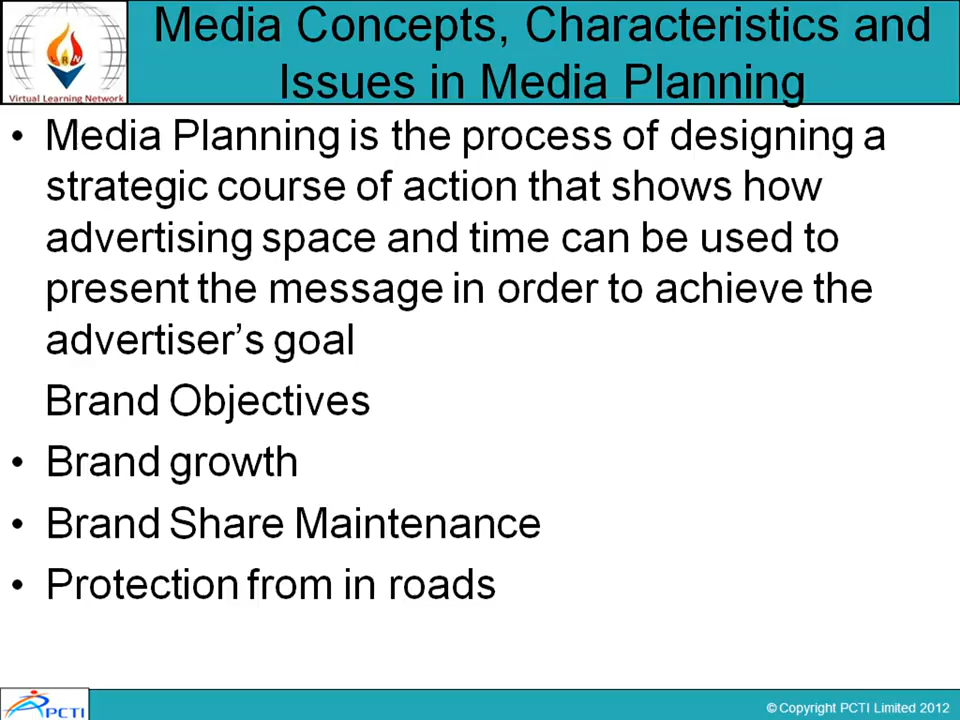 Media Concepts, Characteristics and
Issues in Media Planning
RN
Virtual Learning Network
• Media Planning is the process of designing a
strategic course of action that shows how
advertising space and time can be used to
present the message in order to achieve the
advertiser's goal
Brand Objectives
• Brand growth
• Brand Share Maintenance
• Protection from in roads
PCTI
© Copyright PCTI Limited 2012